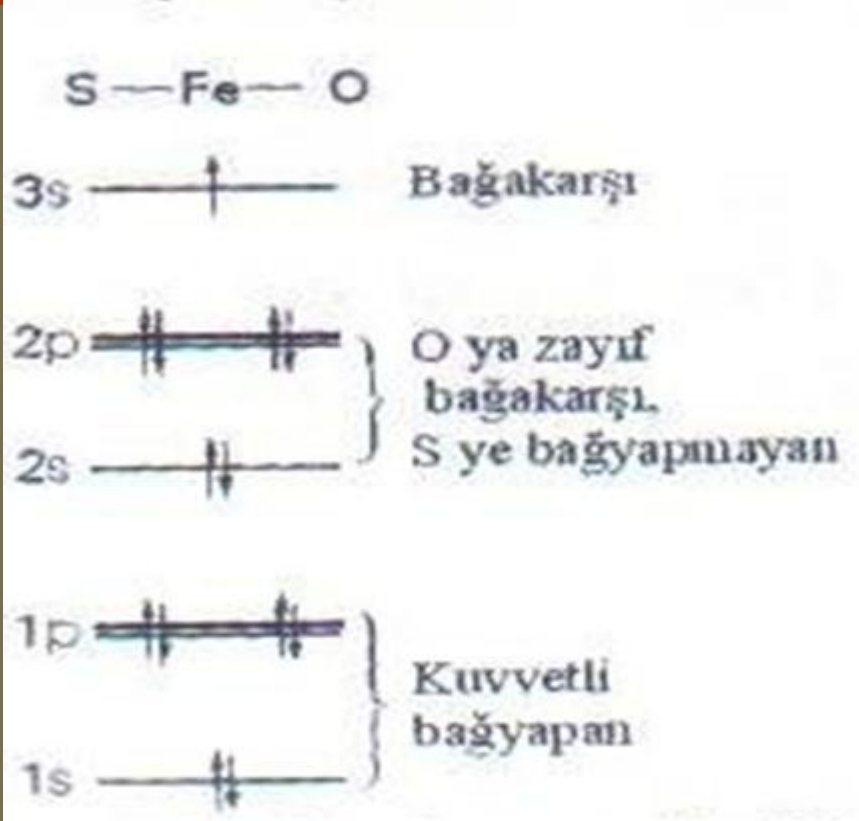 S—Fe—O
3s Bağakarşı
2p O ya zayıf
bağakarşı.
2s S ye bağyapmayan
1p Kuvvetli
bağyapan
1s